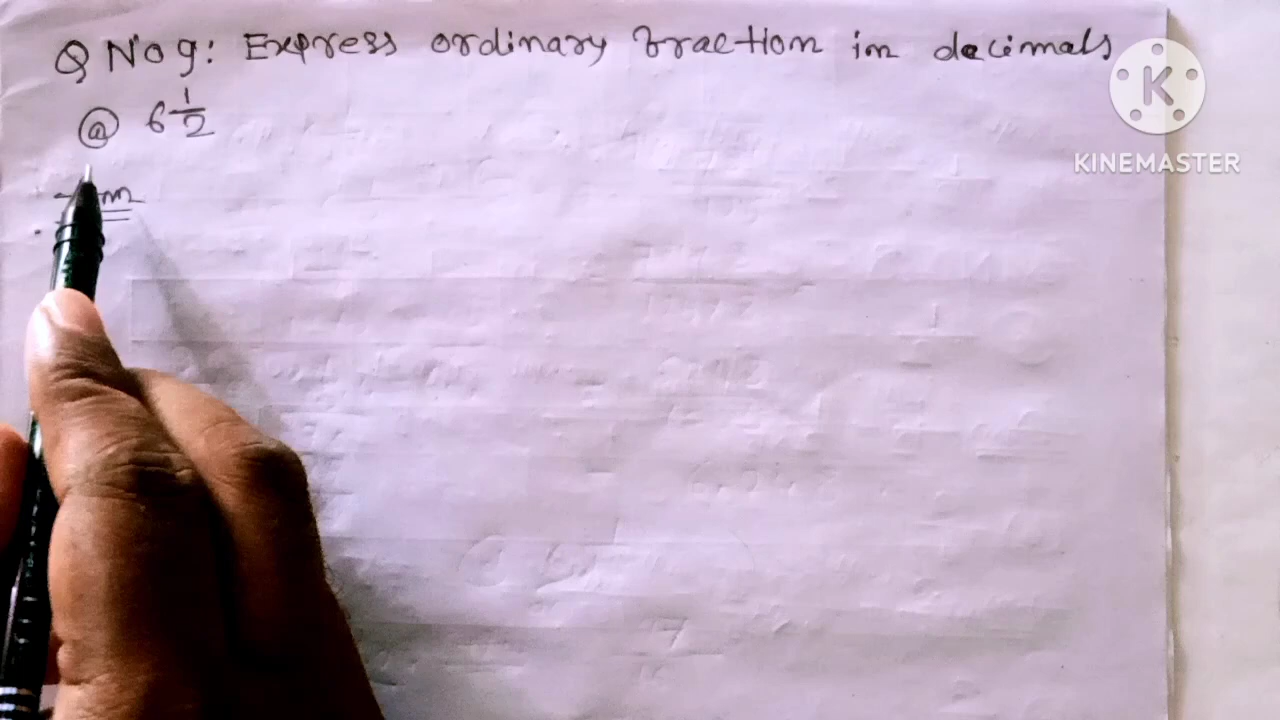 Q No 9: Express ordinary fraction in decimals
ⓐ 6 1/2
K
KINEMASTER